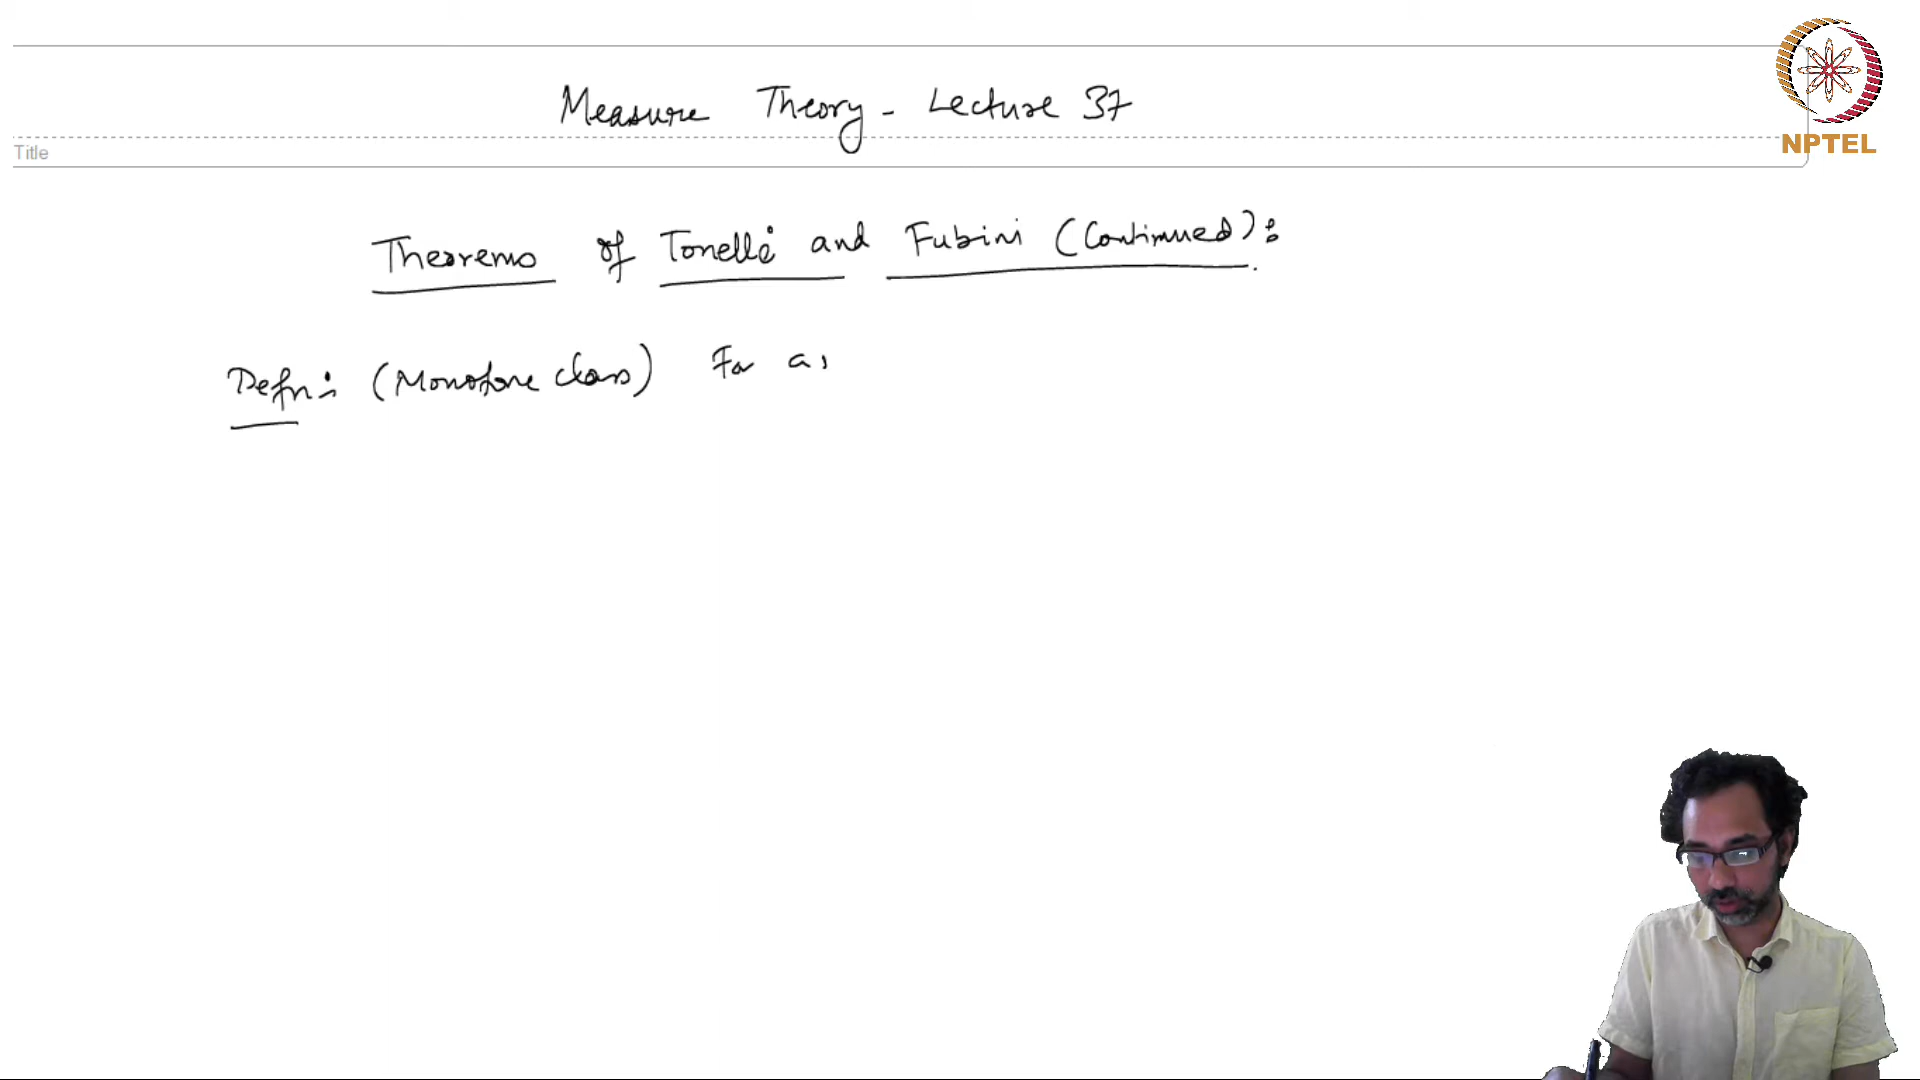 Measure Theory - Lecture 37
NPTEL
Title
Theorems of Tonelli and Fubini (Continued):
Defn: (Monotone class) For a